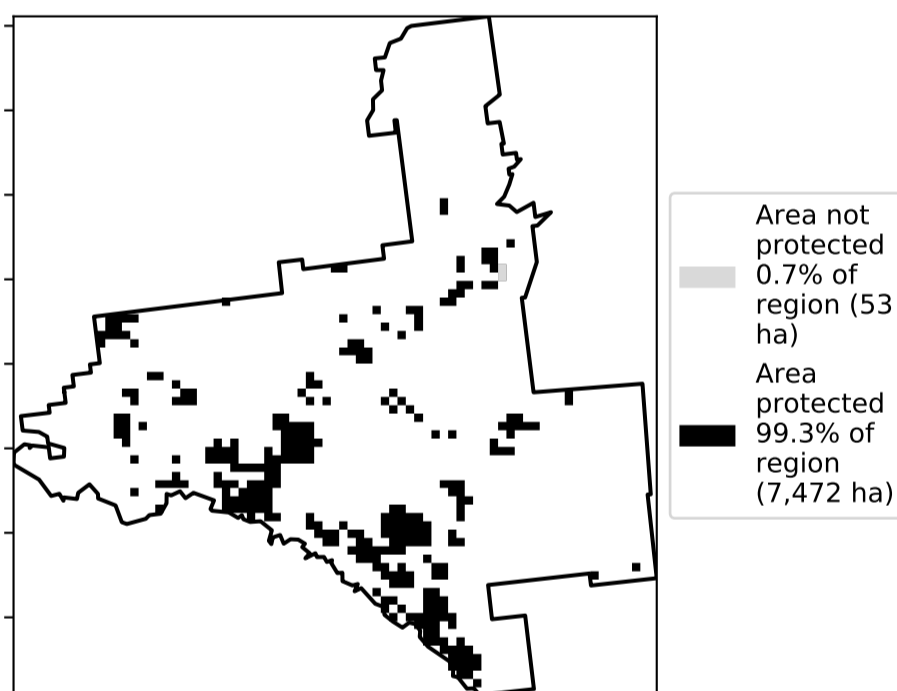 Area not
protected
0.7% of
region (53
ha)
Area
protected
99.3% of
region
(7,472 ha)